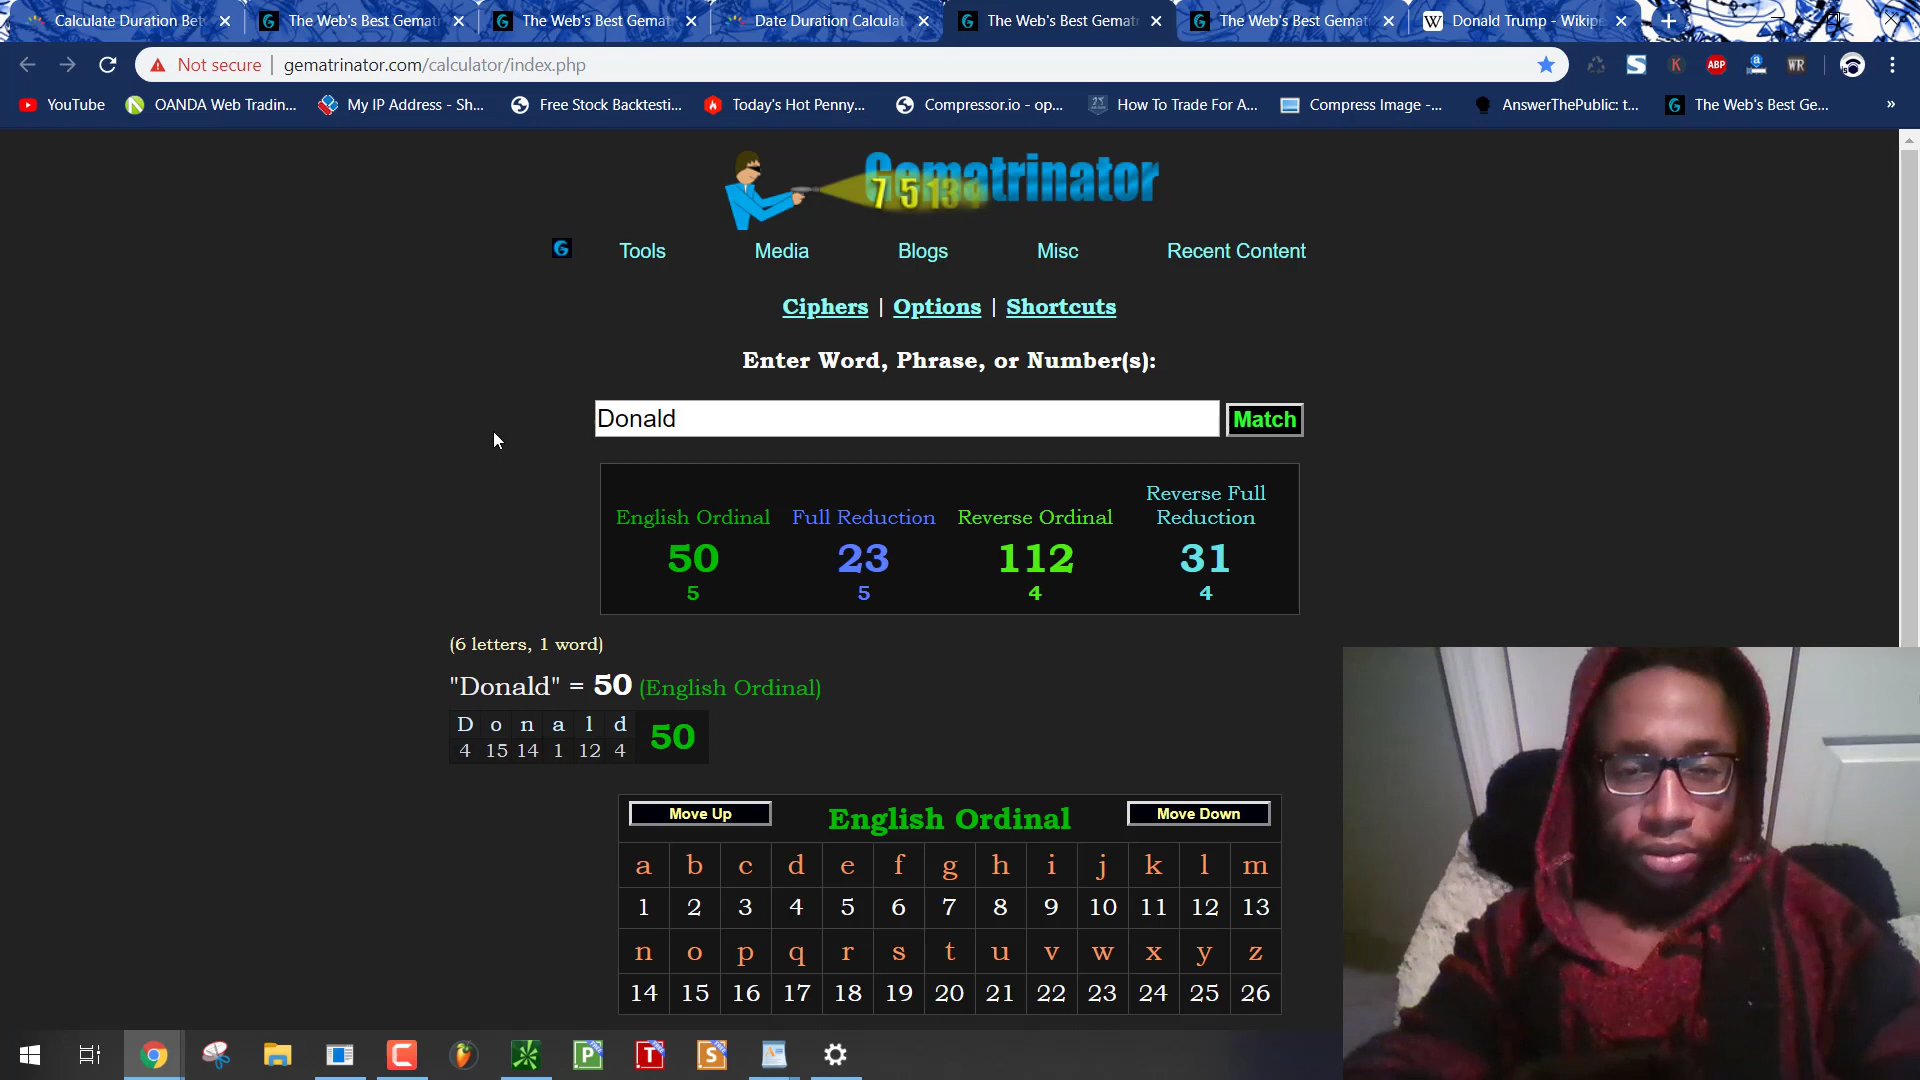 Calculate Duration Bet
The Web's Best Gematr
The Web's Best Gemat
Date Duration Calculat
The Web's Best Gemat
The Web's Best Gemat
Donald Trump - Wikipe
Not secure | gematrinator.com/calculator/index.php
YouTube
OANDA Web Tradin...
My IP Address - Sh...
Free Stock Backtesti...
Today's Hot Penny...
Compressor.io - op...
How To Trade For A...
Compress Image -...
AnswerThePublic: t...
The Web's Best Ge...
»
Gematrinator
7 5 13
Tools Media Blogs Misc Recent Content
Ciphers | Options | Shortcuts
Enter Word, Phrase, or Number(s):
Donald Match
English Ordinal Full Reduction Reverse Ordinal Reverse Full Reduction
50 23 112 31
5 5 4 4
(6 letters, 1 word)
"Donald" = 50 (English Ordinal)
D o n a l d 50
4 15 14 1 12 4
Move Up English Ordinal Move Down
a b c d e f g h i j k l m
1 2 3 4 5 6 7 8 9 10 11 12 13
n o p q r s t u v w x y z
14 15 16 17 18 19 20 21 22 23 24 25 26